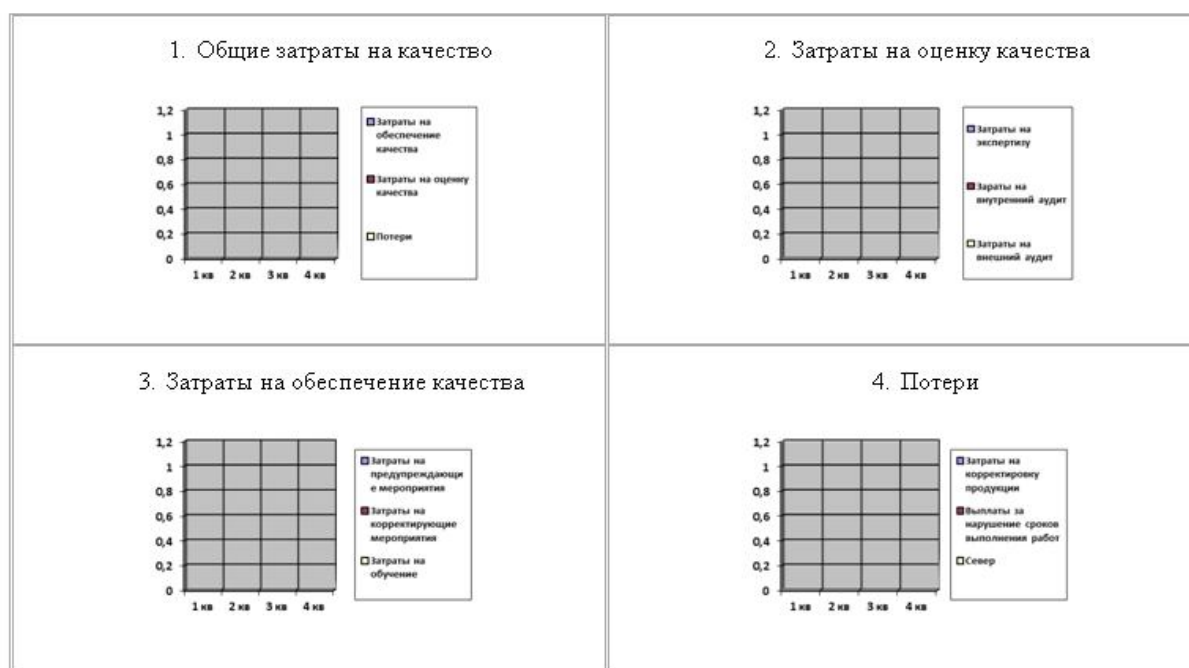 1. Общие затраты на качество
1,2
1
0,8
0,6
0,4
0,2
0
1 кв 2 кв 3 кв 4 кв
Затраты на
обеспечение
качества
Затраты на оценку
качества
Потери
2. Затраты на оценку качества
1,2
1
0,8
0,6
0,4
0,2
0
1 кв 2 кв 3 кв 4 кв
Затраты на
экспертизу
Зараты на
внутренний аудит
Затраты на
внешний аудит
3. Затраты на обеспечение качества
1,2
1
0,8
0,6
0,4
0,2
0
1 кв 2 кв 3 кв 4 кв
Затраты на
предупреждающи
е мероприятия
Затраты на
корректирующие
мероприятия
Затраты на
обучение
4. Потери
1,2
1
0,8
0,6
0,4
0,2
0
1 кв 2 кв 3 кв 4 кв
Затраты на
корректировку
продукции
Выплаты за
нарушение сроков
выполнения работ
Север